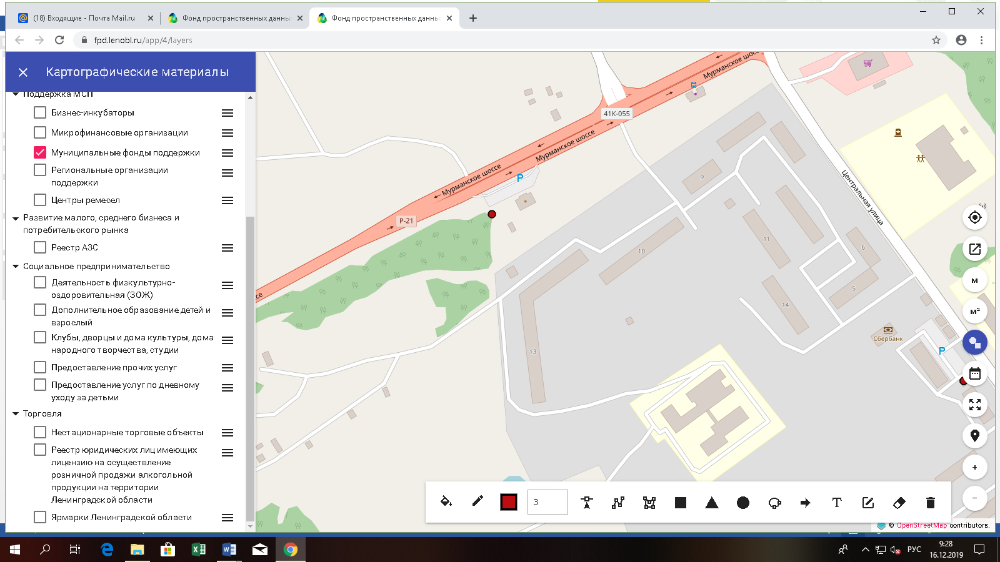 (18) Входящие - Почта Mail.ru
Фонд пространственных данны
Фонд пространственных данны
fpd.lenobl.ru/app/4/layers
Картографические материалы
Поддержка МСП
Бизнес-инкубаторы
Микрофинансовые организации
Муниципальные фонды поддержки
Региональные организации
поддержки
Центры ремесел
Развитие малого, среднего бизнеса и
потребительского рынка
Реестр АЗС
Социальное предпринимательство
Деятельность физкультурно-
оздоровительная (ЗОЖ)
Дополнительное образование детей и
взрослый
Клубы, дворцы и дома культуры, дома
народного творчества, студии
Предоставление прочих услуг
Предоставление услуг по дневному
уходу за детьми
Торговля
Нестационарные торговые объекты
Реестр юридических лиц имеющих
лицензию на осуществление
розничной продажи алкогольной
продукции на территории
Ленинградской области
Ярмарки Ленинградской области
Мурманское шоссе
41К-055
Мурманское шоссе
Мурманское шоссе
P
Р-21
ссе
Центральная улица
9
10
11
6
5
14
13
Сбербанк
P
м
м²
+
−
3
T
© OpenStreetMap contributors.
РУС
9:28
16.12.2019